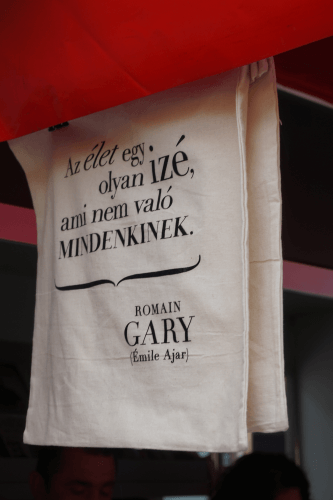 Az élet egy
olyan izé,
ami nem való
MINDENKINEK.
ROMAIN
GARY
(Émile Ajar)